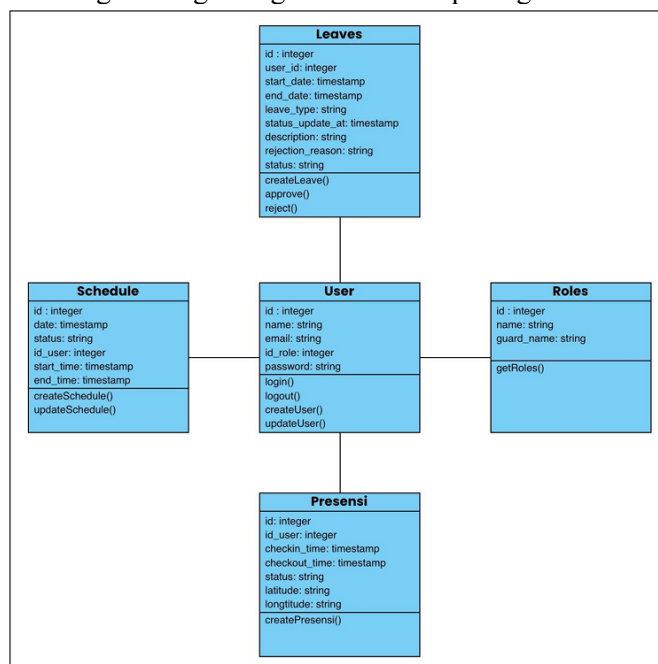 Leaves
id : integer
user_id: integer
start_date: timestamp
end_date: timestamp
leave_type: string
status_update_at: timestamp
description: string
rejection_reason: string
status: string
createLeave()
approve()
reject()
Schedule
id : integer
date: timestamp
status: string
id_user: integer
start_time: timestamp
end_time: timestamp
createSchedule()
updateSchedule()
User
id : integer
name: string
email: string
id_role: integer
password: string
login()
logout()
createUser()
updateUser()
Roles
id : integer
name: string
guard_name: string
getRoles()
Presensi
id: integer
id_user: integer
checkin_time: timestamp
checkout_time: timestamp
status: string
latitude: string
longtitude: string
createPresensi()